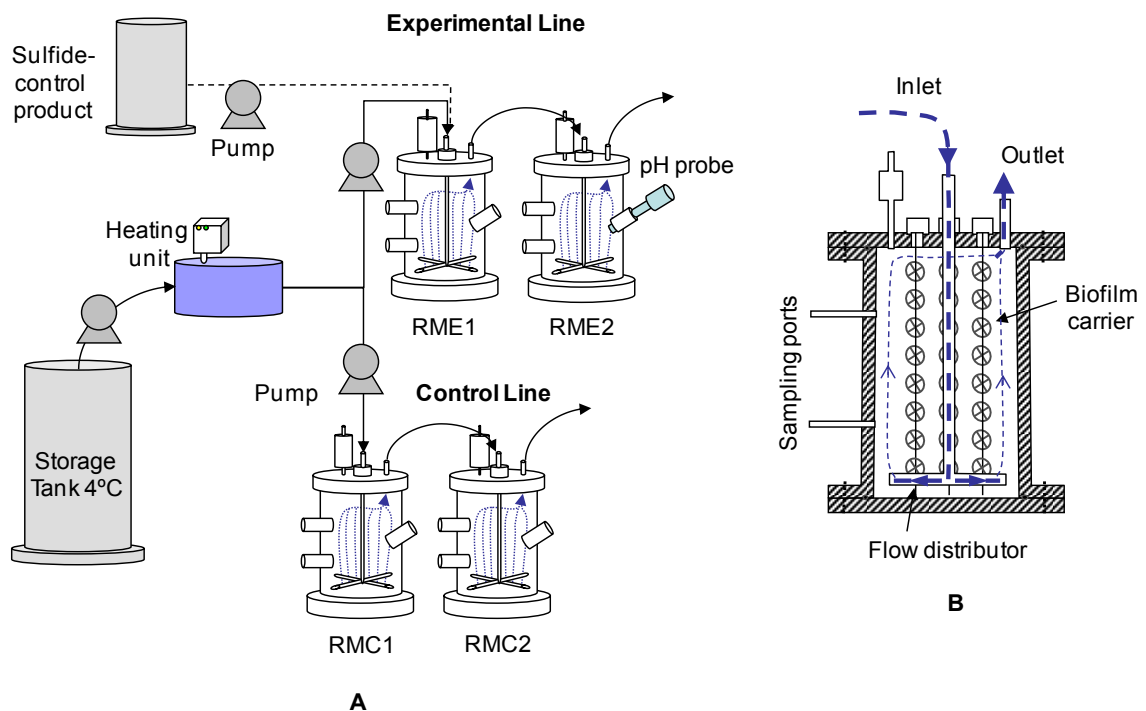 Experimental Line
Sulfide-
control
product
Pump
pH probe
Heating
unit
RME1
RME2
Pump
Control Line
Storage
Tank 4ºC
RMC1
RMC2
A
Inlet
Outlet
Biofilm
carrier
Sampling ports
Flow distributor
B